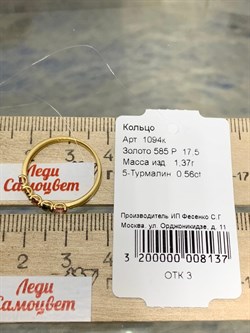 Леди
Самоцвет
Леди
Самоцвет
Кольцо
Арт 1094к
Золото 585 Р 17.5
Масса изд 1,37г
5-Турмалин 0.56ct
Производитель ИП Фесенко С.Г
Москва, ул. Орджоникидзе, д. 11
3 200000 008137
ОТК 3